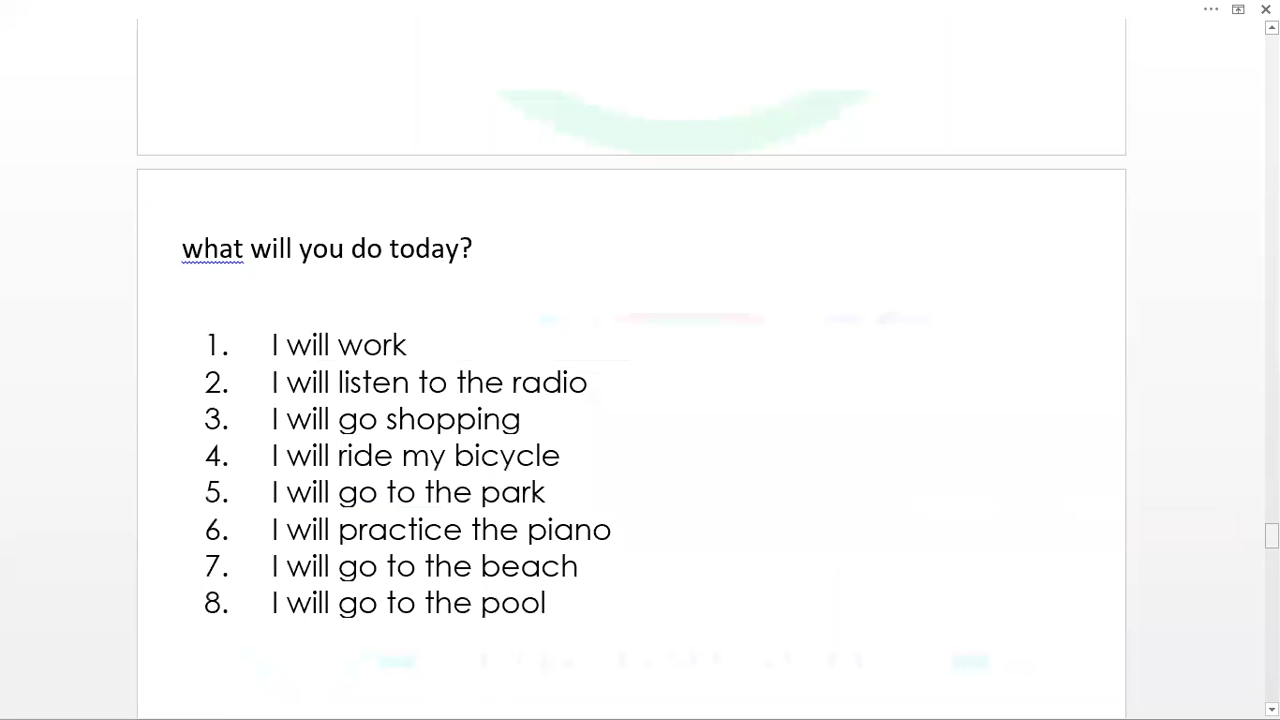 what will you do today?
1. I will work
2. I will listen to the radio
3. I will go shopping
4. I will ride my bicycle
5. I will go to the park
6. I will practice the piano
7. I will go to the beach
8. I will go to the pool